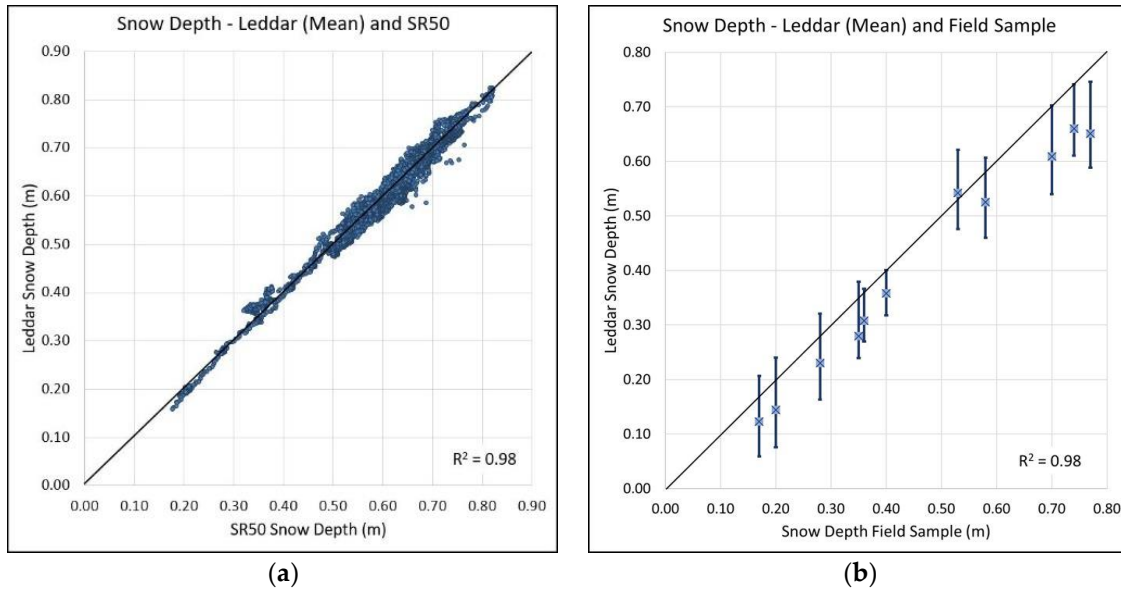 Snow Depth - Leddar (Mean) and SR50
0.90
0.80
0.70
0.60
0.50
0.40
0.30
0.20
0.10
0.00
Leddar Snow Depth (m)
R² = 0.98
0.00 0.10 0.20 0.30 0.40 0.50 0.60 0.70 0.80 0.90
SR50 Snow Depth (m)
(a)
Snow Depth - Leddar (Mean) and Field Sample
0.80
0.70
0.60
0.50
0.40
0.30
0.20
0.10
0.00
Leddar Snow Depth (m)
R² = 0.98
0.00 0.10 0.20 0.30 0.40 0.50 0.60 0.70 0.80
Snow Depth Field Sample (m)
(b)